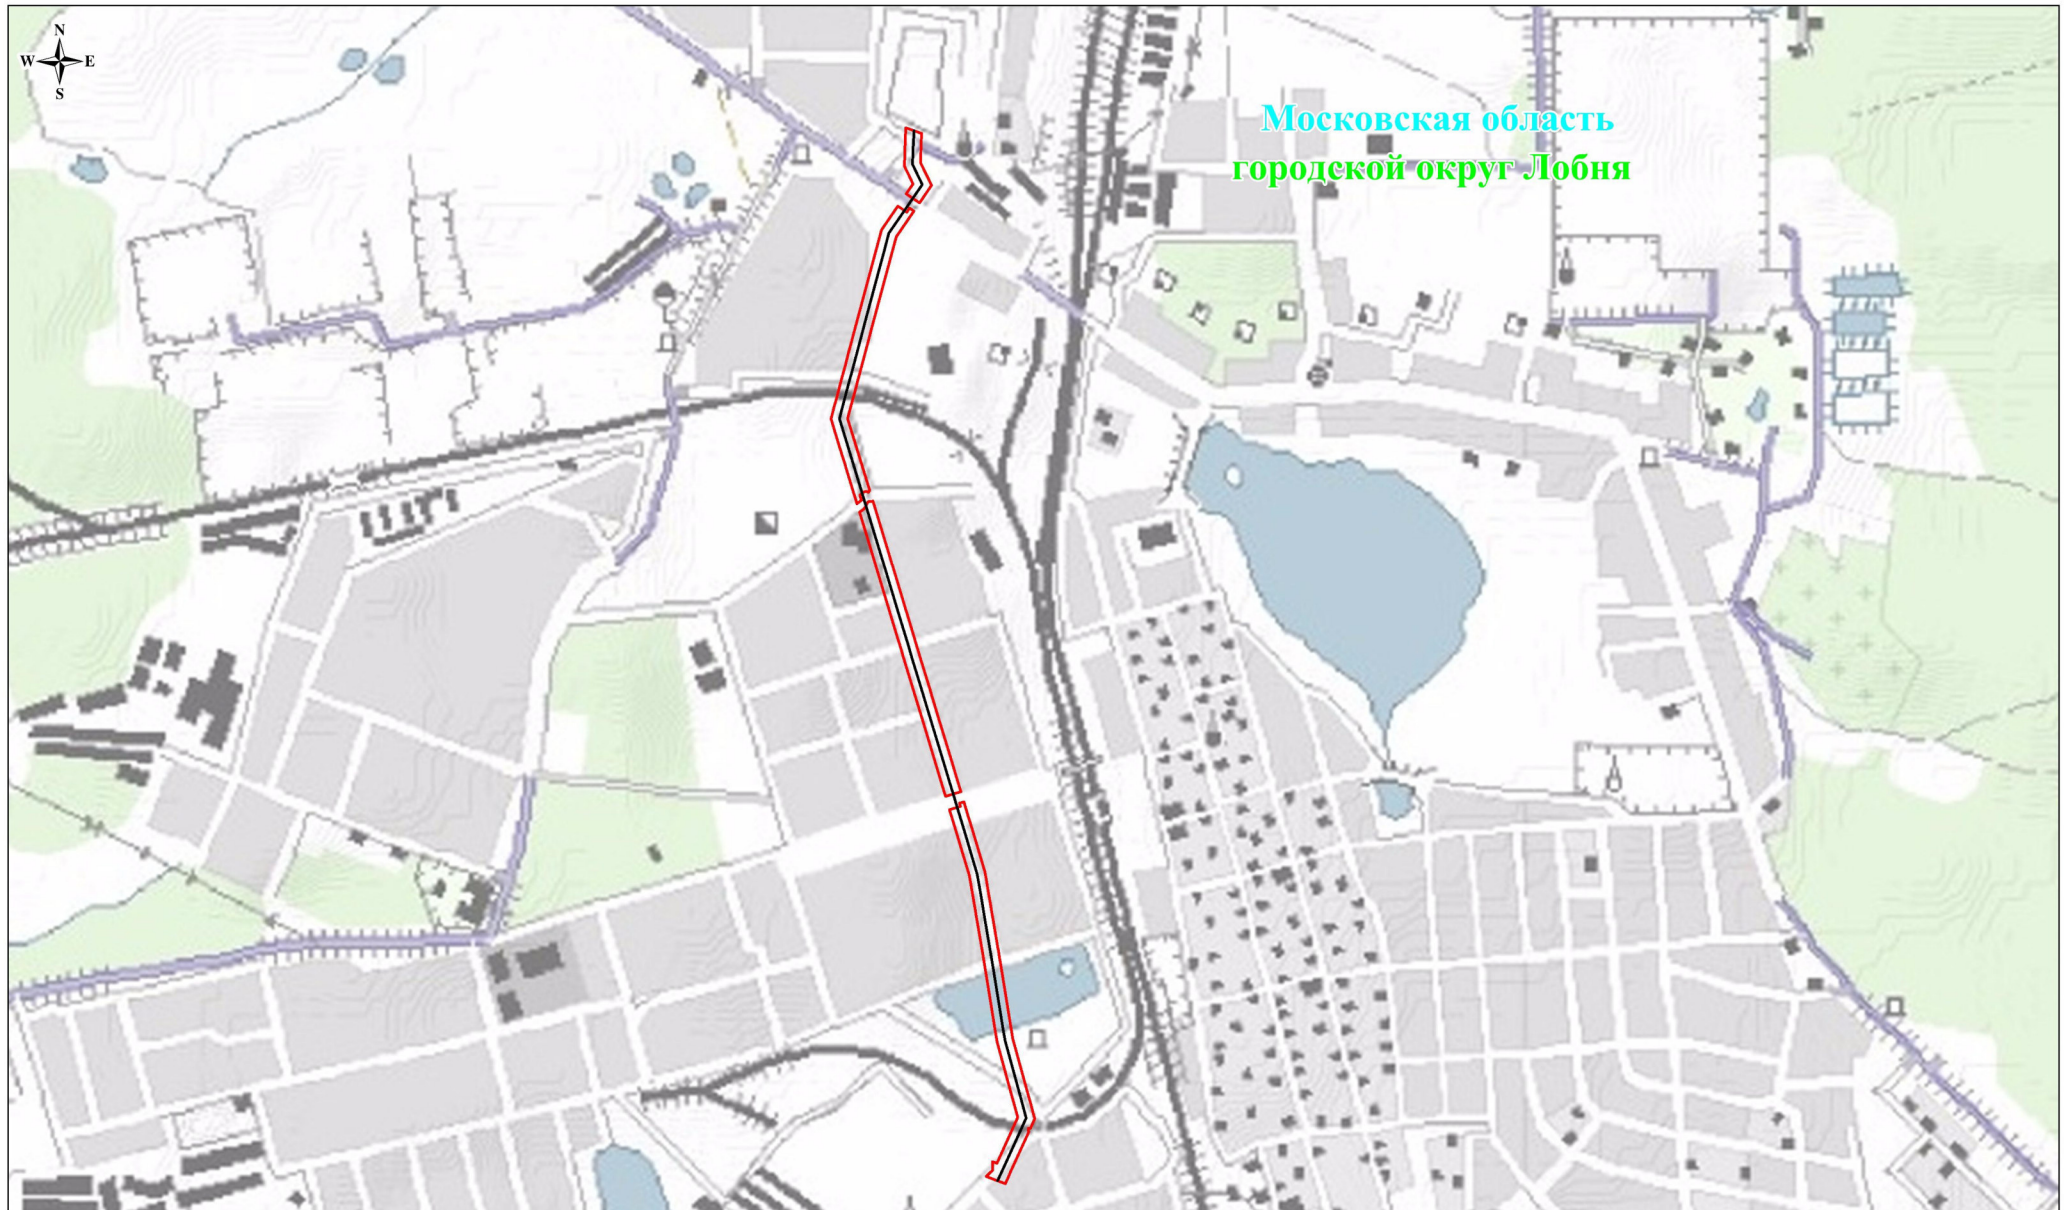 N
W E
S
Московская область
городской округ Лобня